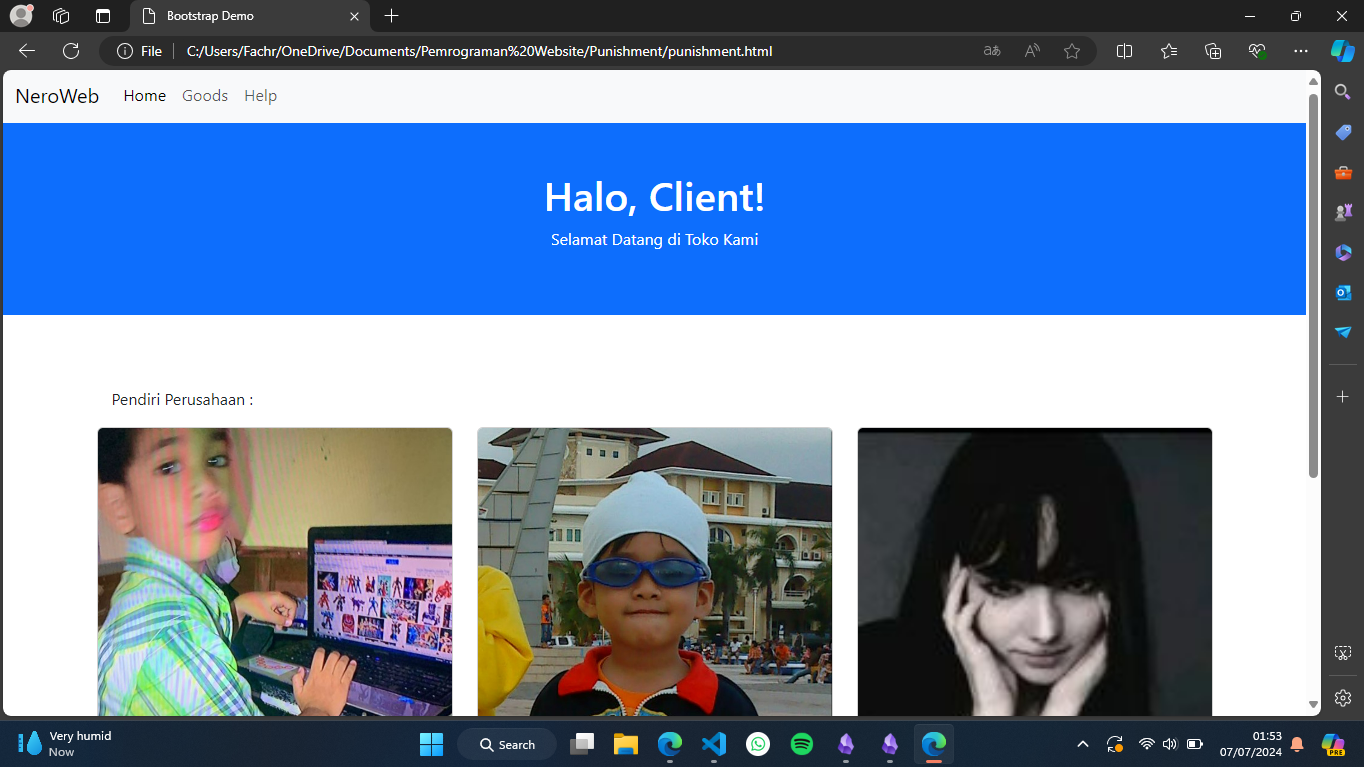 Bootstrap Demo
File
C:/Users/Fachr/OneDrive/Documents/Pemrograman%20Website/Punishment/punishment.html
NeroWeb Home Goods Help
Halo, Client!
Selamat Datang di Toko Kami
Pendiri Perusahaan :
Very humid
Now
Search
01:53
07/07/2024
PRE